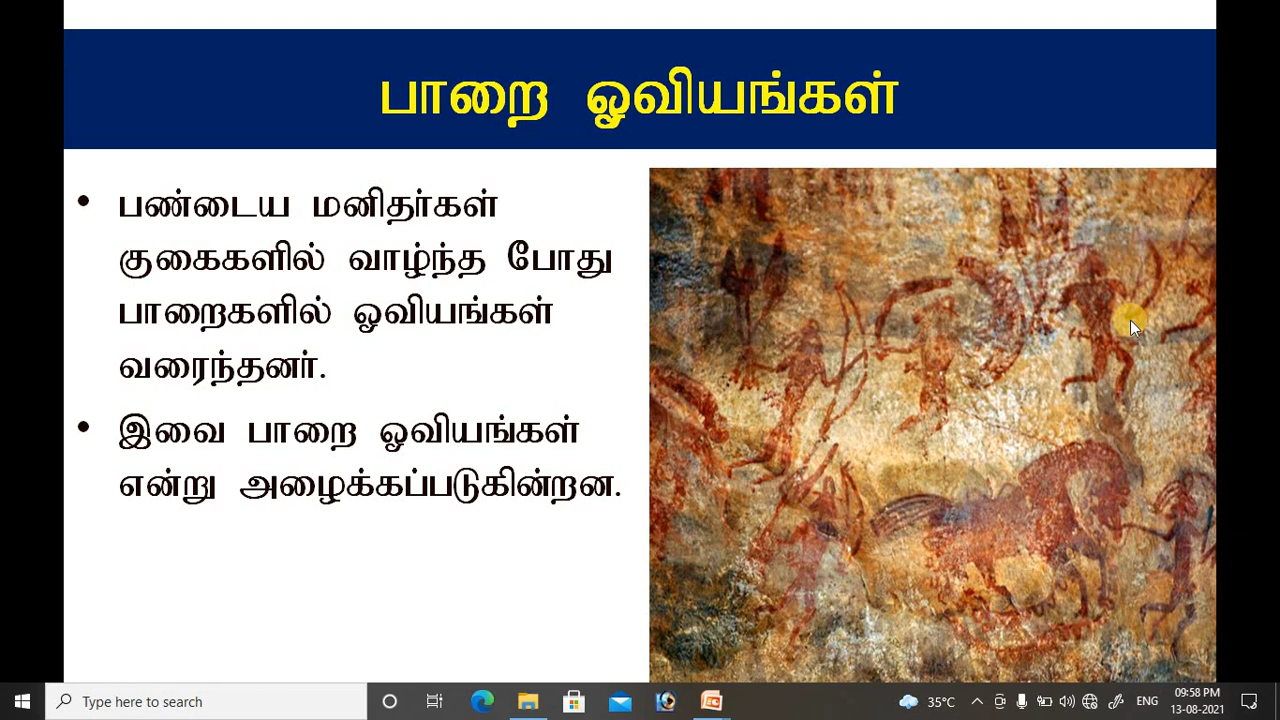 பாறை ஓவியங்கள்
• பண்டைய மனிதர்கள்
குகைகளில் வாழ்ந்த போது
பாறைகளில் ஓவியங்கள்
வரைந்தனர்.
• இவை பாறை ஓவியங்கள்
என்று அழைக்கப்படுகின்றன.
Type here to search
35°C
ENG
09:58 PM
13-08-2021